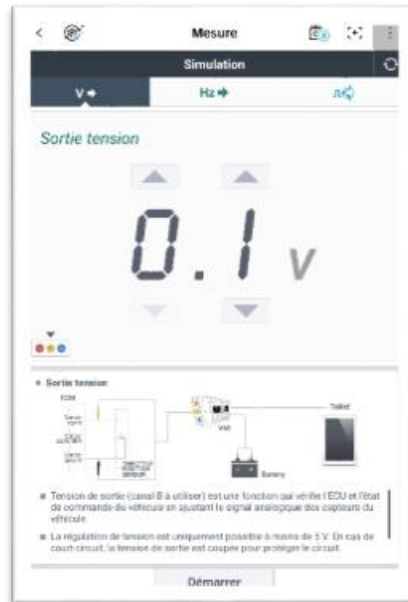 Mesure
Simulation
V
Hz
Sortie tension
0.1 V
Sortie tension
ECM
VMI
Tablet
SENSOR
Battery
Tension de sortie (canal B à utiliser) est une fonction qui vérifie l'ECU et l'état
de commande du véhicule en ajustant le signal analogique des capteurs du
véhicule.
La régulation de tension est uniquement possible à moins de 5 V. En cas de
court-circuit, la tension de sortie est coupée pour protéger le circuit.
Démarrer